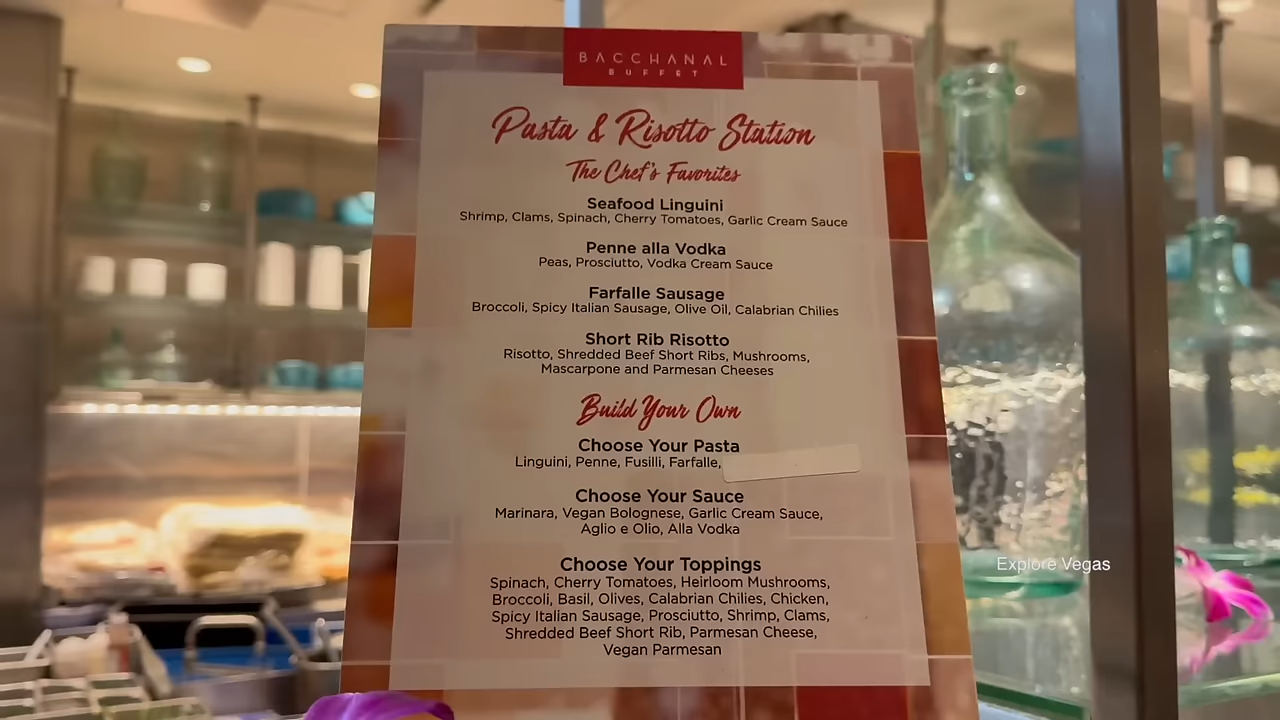 BACCHANAL
BUFFET
Pasta & Risotto Station
The Chef's Favorites
Seafood Linguini
Shrimp, Clams, Spinach, Cherry Tomatoes, Garlic Cream Sauce
Penne alla Vodka
Peas, Prosciutto, Vodka Cream Sauce
Farfalle Sausage
Broccoli, Spicy Italian Sausage, Olive Oil, Calabrian Chilies
Short Rib Risotto
Risotto, Shredded Beef Short Ribs, Mushrooms,
Mascarpone and Parmesan Cheeses
Build Your Own
Choose Your Pasta
Linguini, Penne, Fusilli, Farfalle,
Choose Your Sauce
Marinara, Vegan Bolognese, Garlic Cream Sauce,
Aglio e Olio, Alla Vodka
Choose Your Toppings
Spinach, Cherry Tomatoes, Heirloom Mushrooms,
Broccoli, Basil, Olives, Calabrian Chilies, Chicken,
Spicy Italian Sausage, Prosciutto, Shrimp, Clams,
Shredded Beef Short Rib, Parmesan Cheese,
Vegan Parmesan
Explore Vegas